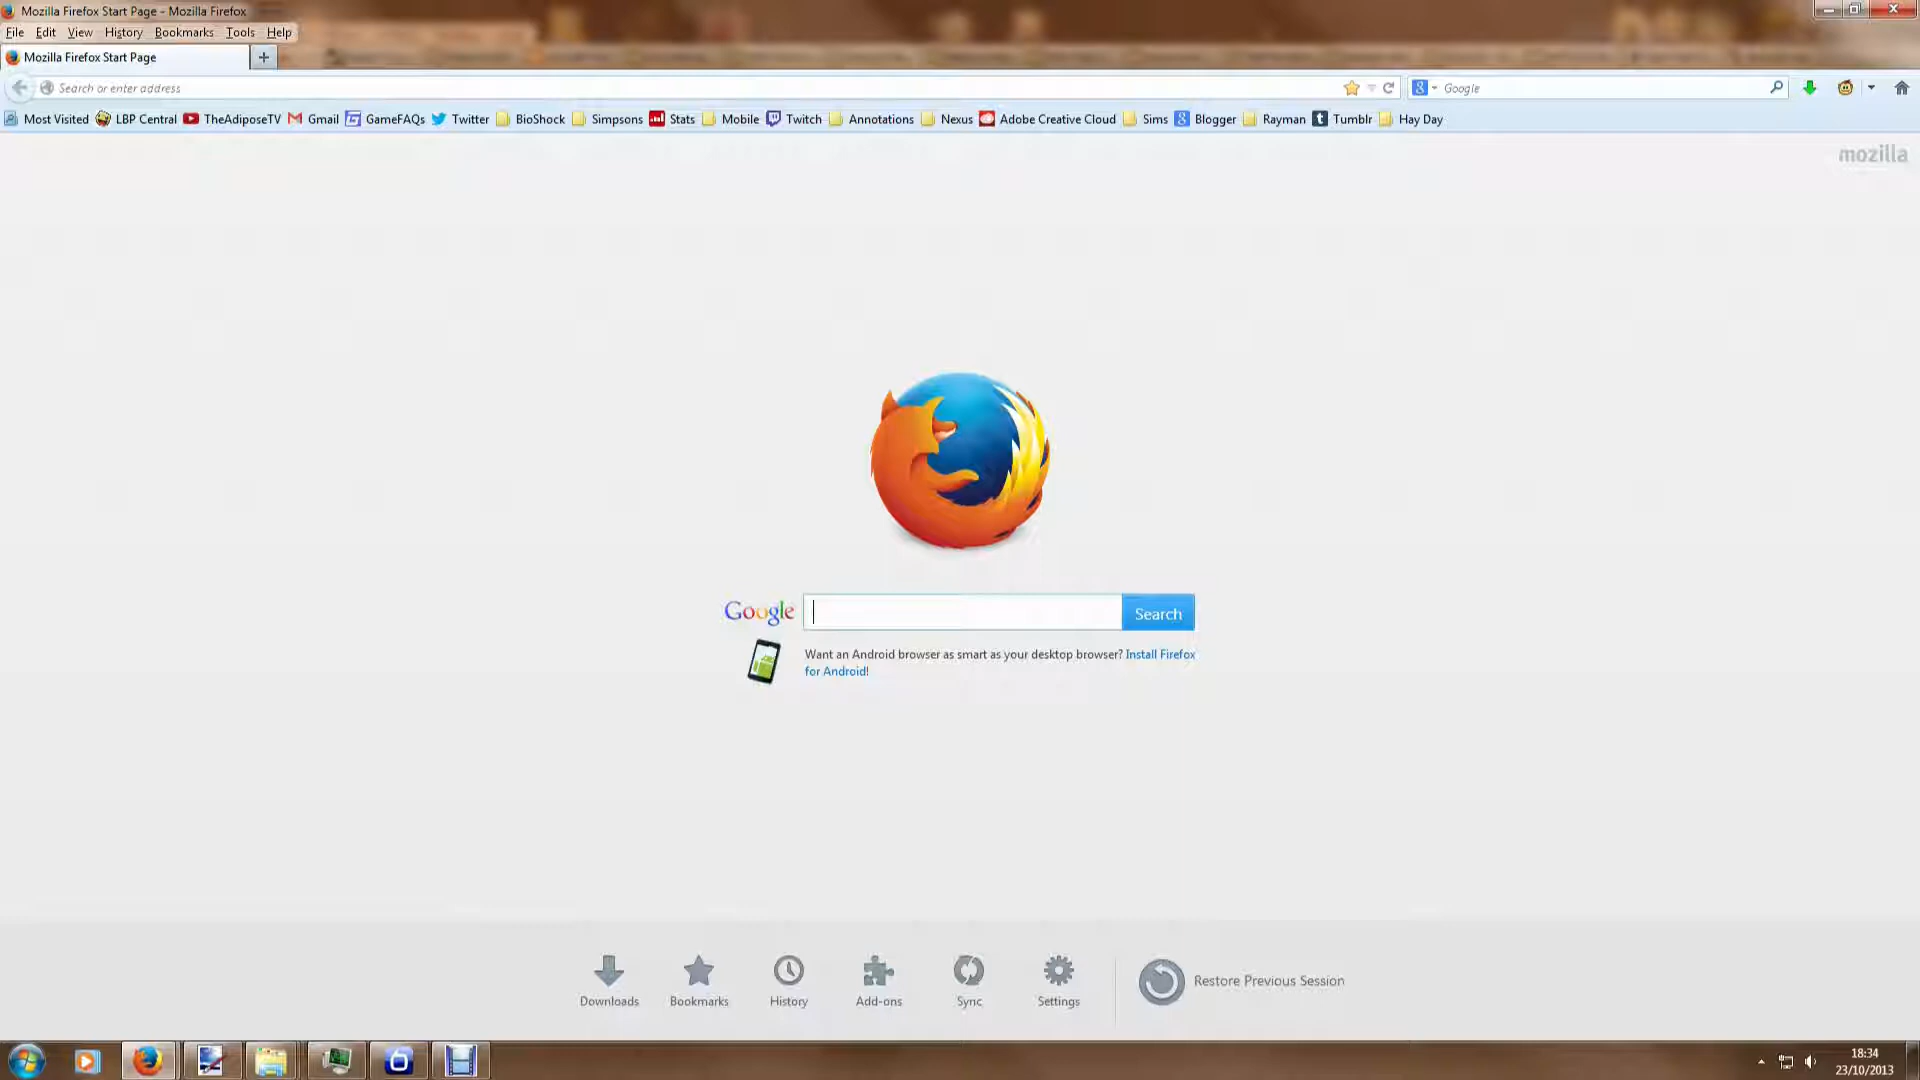 Mozilla Firefox Start Page - Mozilla Firefox
File Edit View History Bookmarks Tools Help
Mozilla Firefox Start Page
Search or enter address
Google
Most Visited LBP Central TheAdiposeTV Gmail GameFAQs Twitter BioShock Simpsons Stats Mobile Twitch Annotations Nexus Adobe Creative Cloud Sims Blogger Rayman Tumblr Hay Day
mozilla
Google
Search
Want an Android browser as smart as your desktop browser? Install Firefox
for Android!
Downloads Bookmarks History Add-ons Sync Settings Restore Previous Session
18:34
23/10/2013